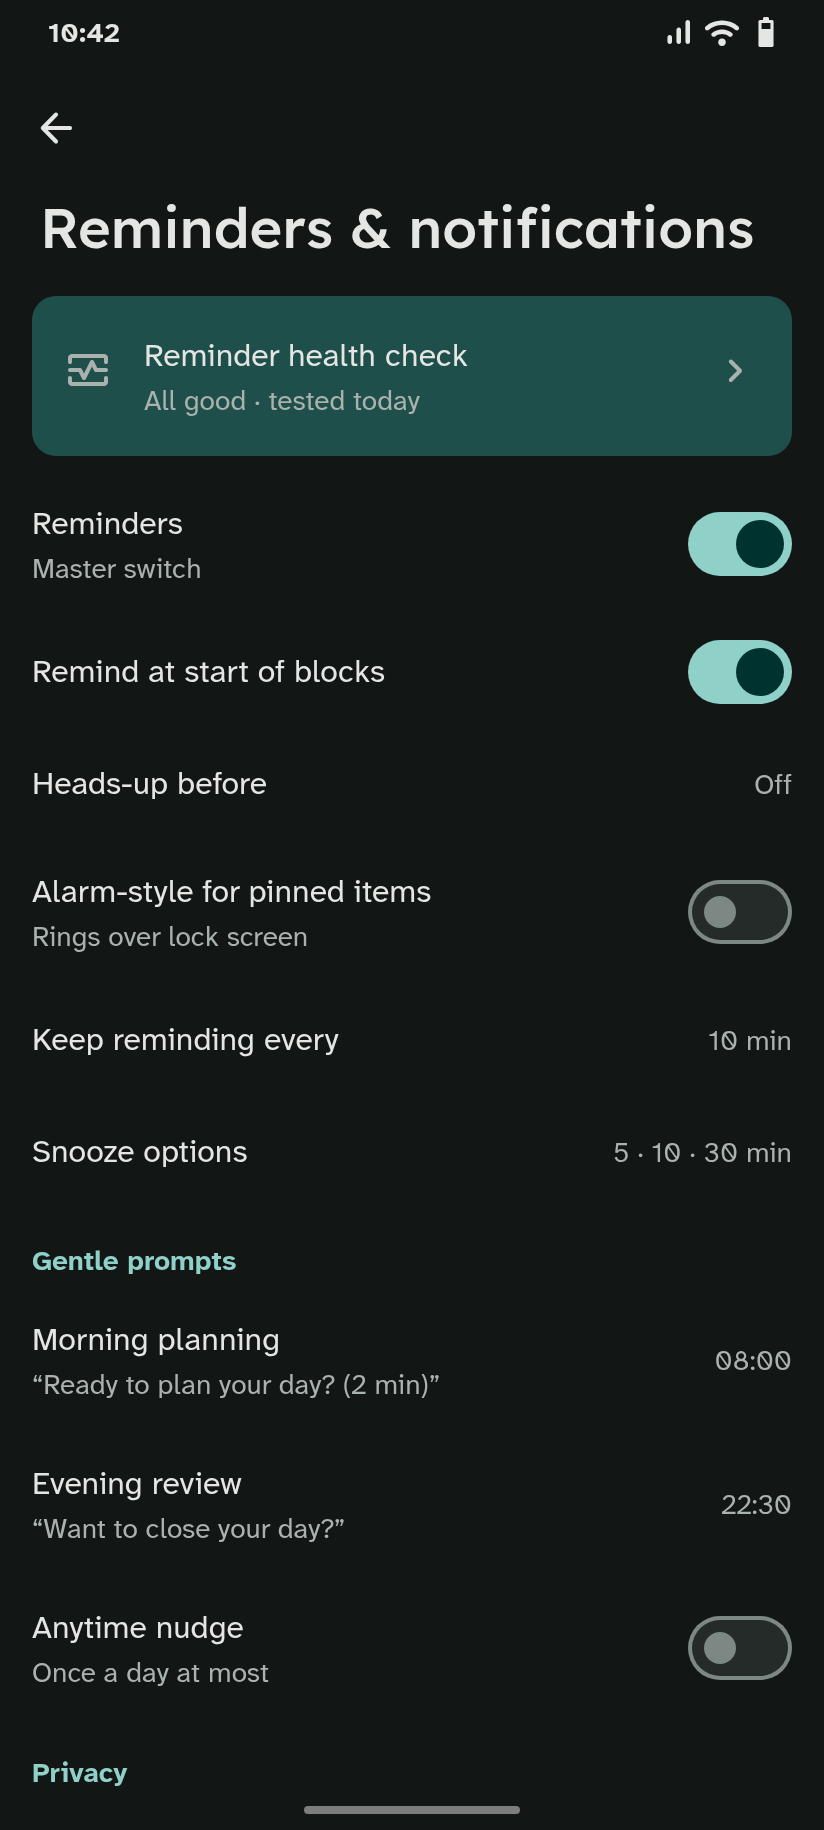 10:42
Reminders & notifications
Reminder health check
All good · tested today
Reminders
Master switch
Remind at start of blocks
Heads-up before
Off
Alarm-style for pinned items
Rings over lock screen
Keep reminding every
10 min
Snooze options
5 · 10 · 30 min
Gentle prompts
Morning planning
“Ready to plan your day? (2 min)”
08:00
Evening review
“Want to close your day?”
22:30
Anytime nudge
Once a day at most
Privacy